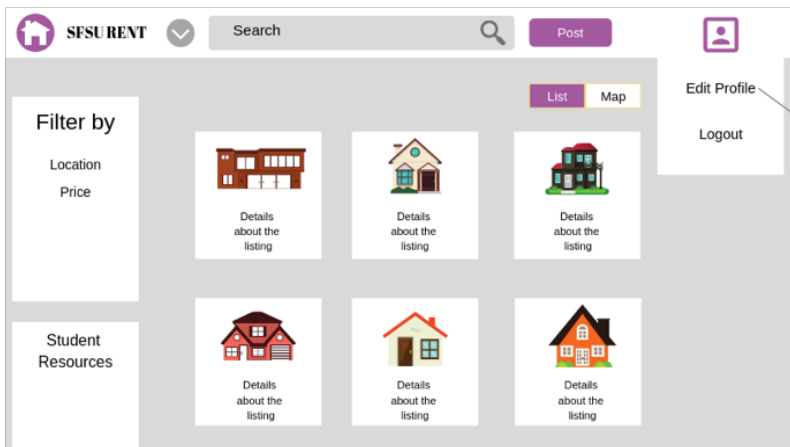 SFSU RENT
Search
Post
Edit Profile
Logout
List
Map
Filter by
Location
Price
Details
about the
listing
Details
about the
listing
Details
about the
listing
Student
Resources
Details
about the
listing
Details
about the
listing
Details
about the
listing